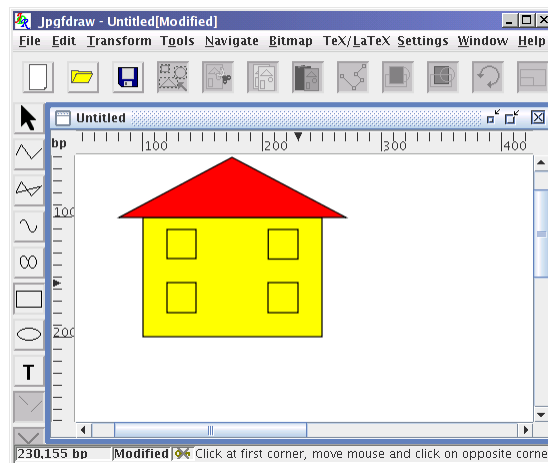 Jpgfdraw - Untitled[Modified]
File Edit Transform Tools Navigate Bitmap TeX/LaTeX Settings Window Help
Untitled
bp 100 200 300 400
100
200
T
230,155 bp Modified Click at first corner, move mouse and click on opposite corne